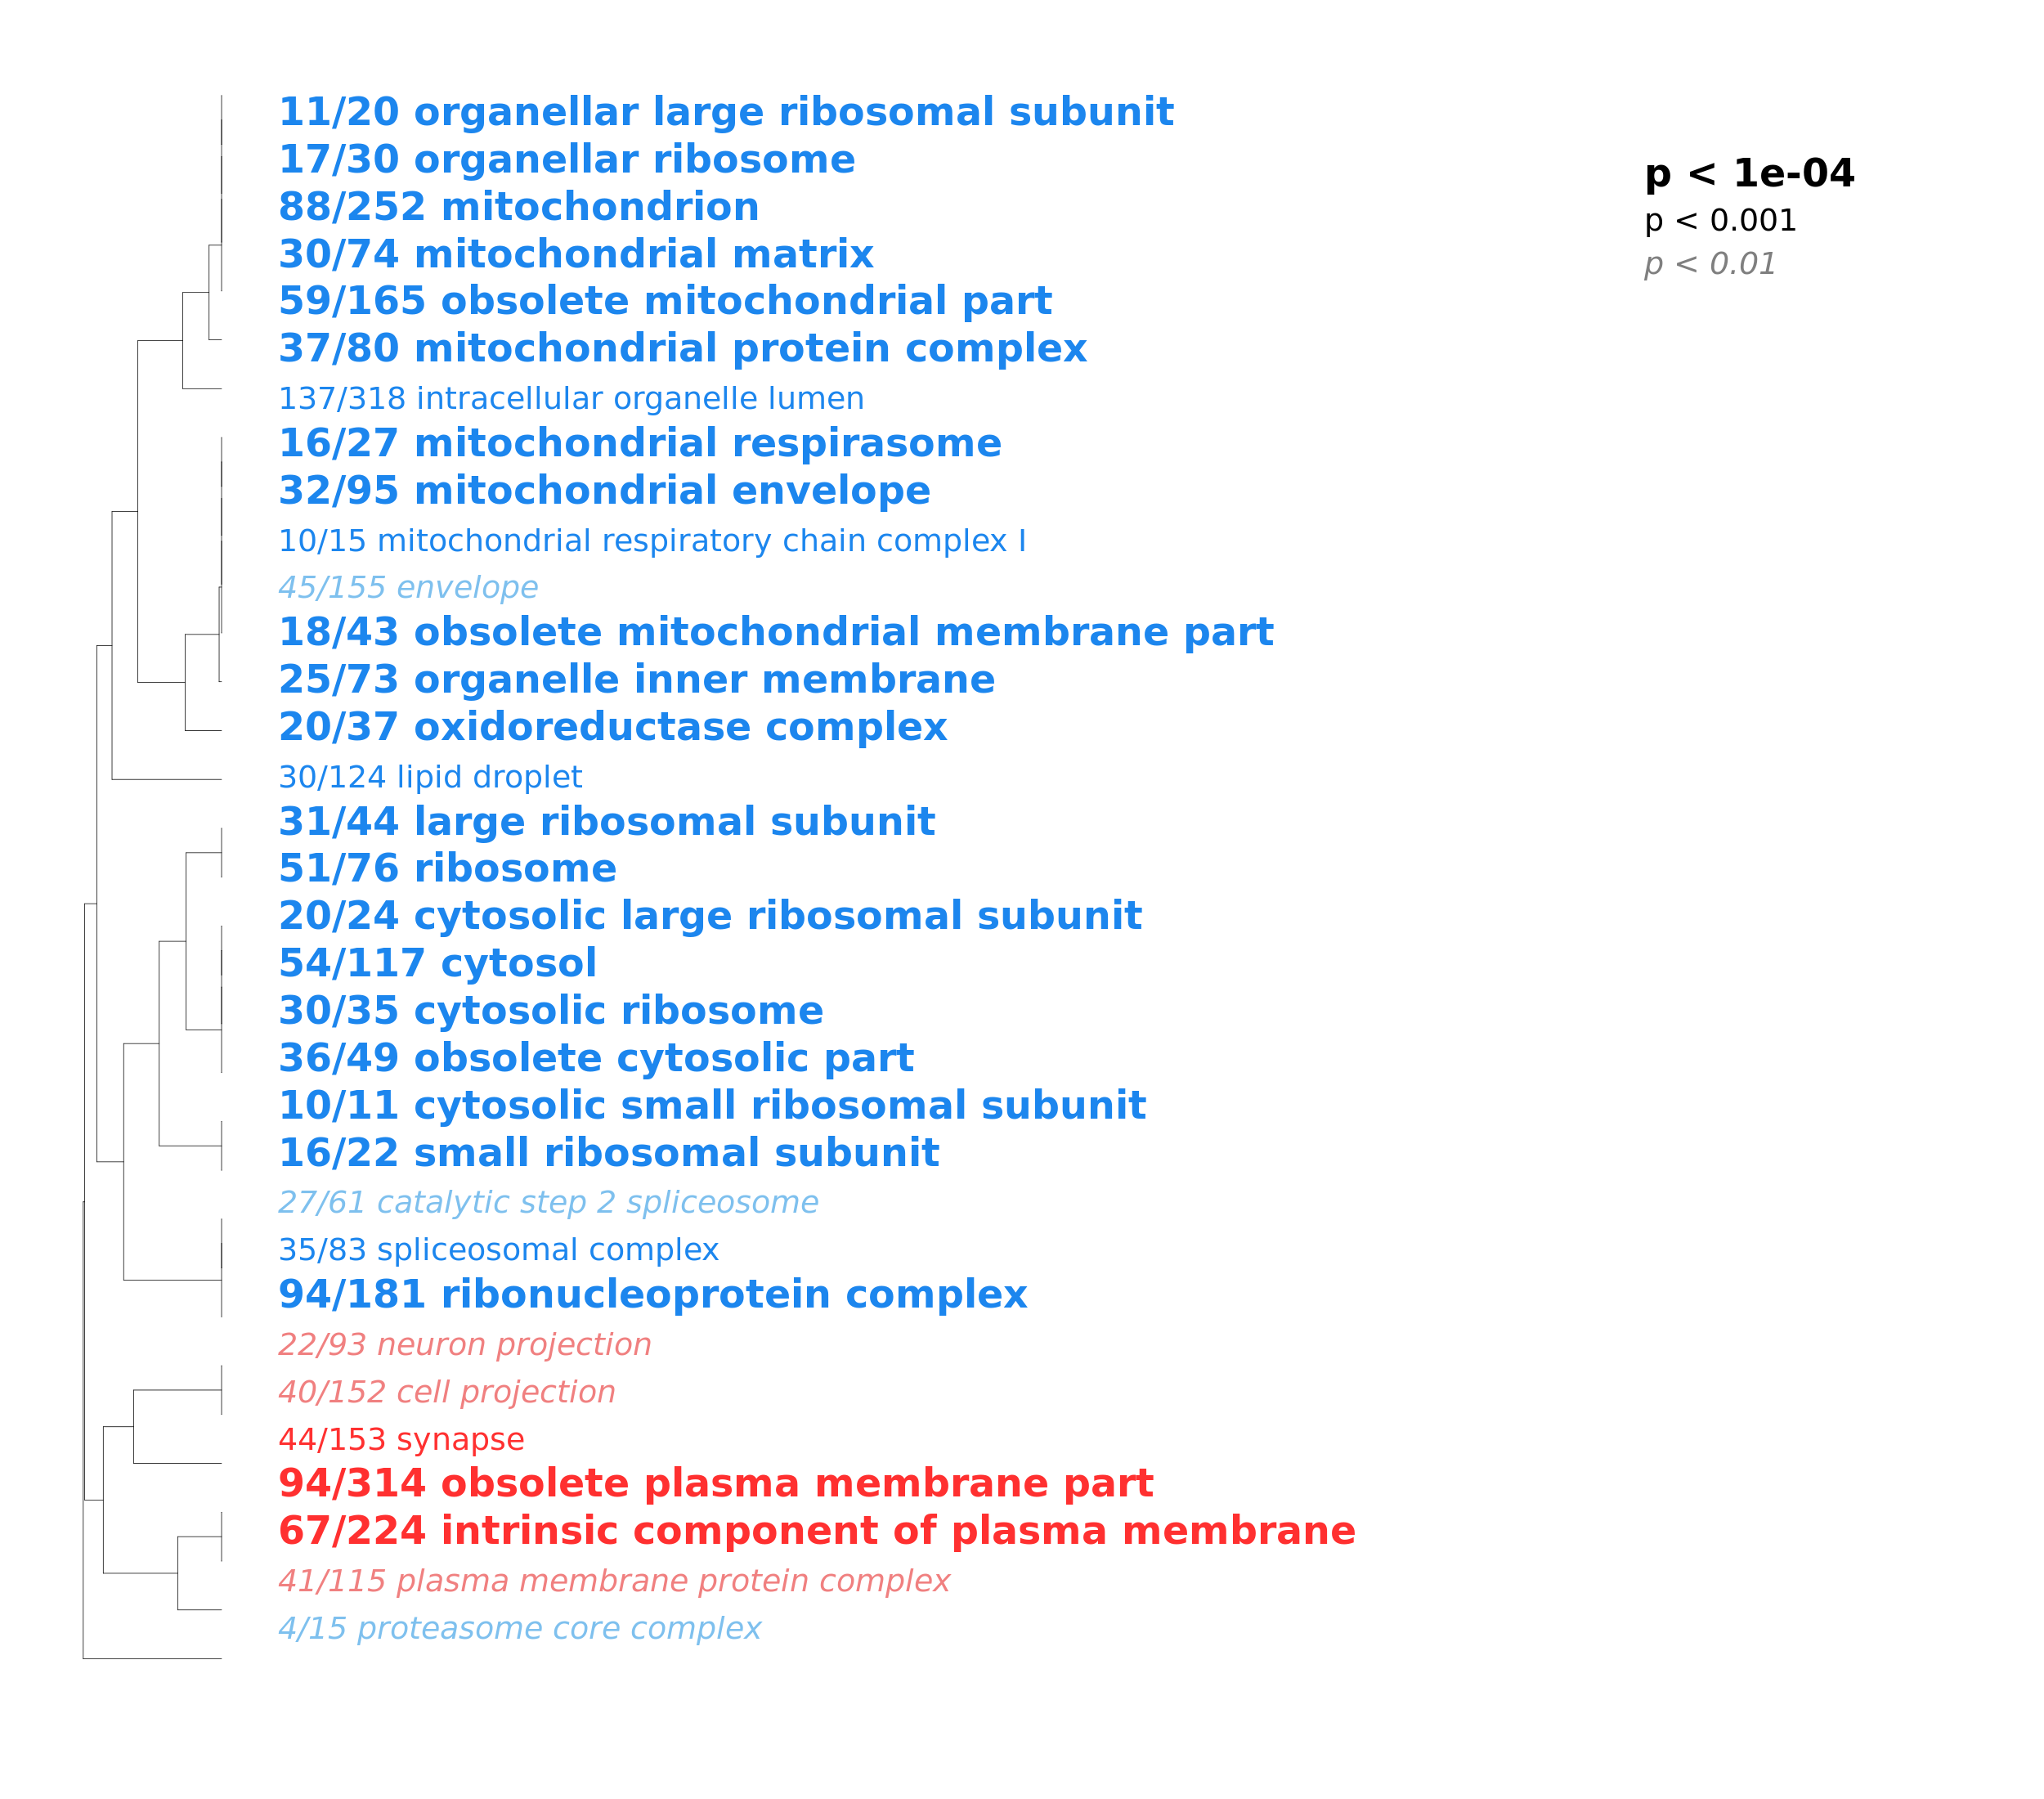 11/20 organellar large ribosomal subunit
17/30 organellar ribosome
88/252 mitochondrion
30/74 mitochondrial matrix
59/165 obsolete mitochondrial part
37/80 mitochondrial protein complex
137/318 intracellular organelle lumen
16/27 mitochondrial respirasome
32/95 mitochondrial envelope
10/15 mitochondrial respiratory chain complex I
45/155 envelope
18/43 obsolete mitochondrial membrane part
25/73 organelle inner membrane
20/37 oxidoreductase complex
30/124 lipid droplet
31/44 large ribosomal subunit
51/76 ribosome
20/24 cytosolic large ribosomal subunit
54/117 cytosol
30/35 cytosolic ribosome
36/49 obsolete cytosolic part
10/11 cytosolic small ribosomal subunit
16/22 small ribosomal subunit
27/61 catalytic step 2 spliceosome
35/83 spliceosomal complex
94/181 ribonucleoprotein complex
22/93 neuron projection
40/152 cell projection
44/153 synapse
94/314 obsolete plasma membrane part
67/224 intrinsic component of plasma membrane
41/115 plasma membrane protein complex
4/15 proteasome core complex
p < 1e-04
p < 0.001
p < 0.01